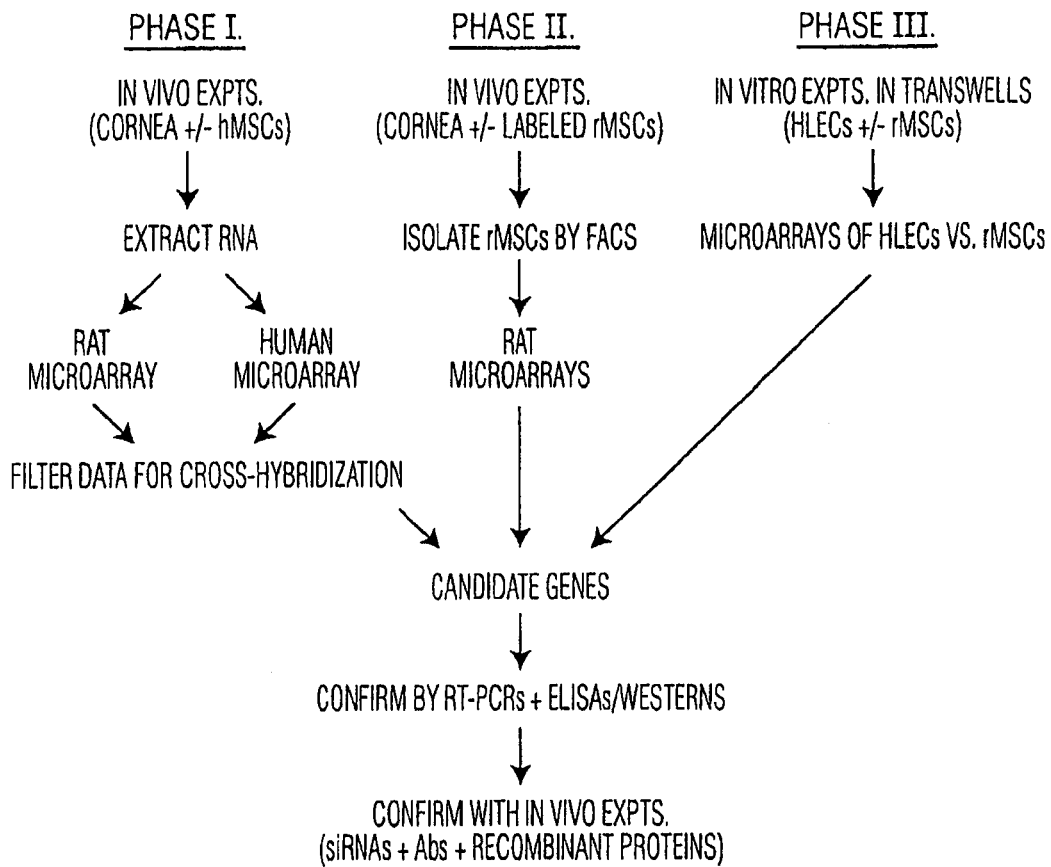 PHASE I.
IN VIVO EXPTS.
(CORNEA +/- hMSCs)
EXTRACT RNA
RAT
MICROARRAY
HUMAN
MICROARRAY
FILTER DATA FOR CROSS-HYBRIDIZATION
PHASE II.
IN VIVO EXPTS.
(CORNEA +/- LABELED rMSCs)
ISOLATE rMSCs BY FACS
RAT
MICROARRAYS
PHASE III.
IN VITRO EXPTS. IN TRANSWELLS
(HLECs +/- rMSCs)
MICROARRAYS OF HLECs VS. rMSCs
CANDIDATE GENES
CONFIRM BY RT-PCRs + ELISAs/WESTERNS
CONFIRM WITH IN VIVO EXPTS.
(siRNAs + Abs + RECOMBINANT PROTEINS)